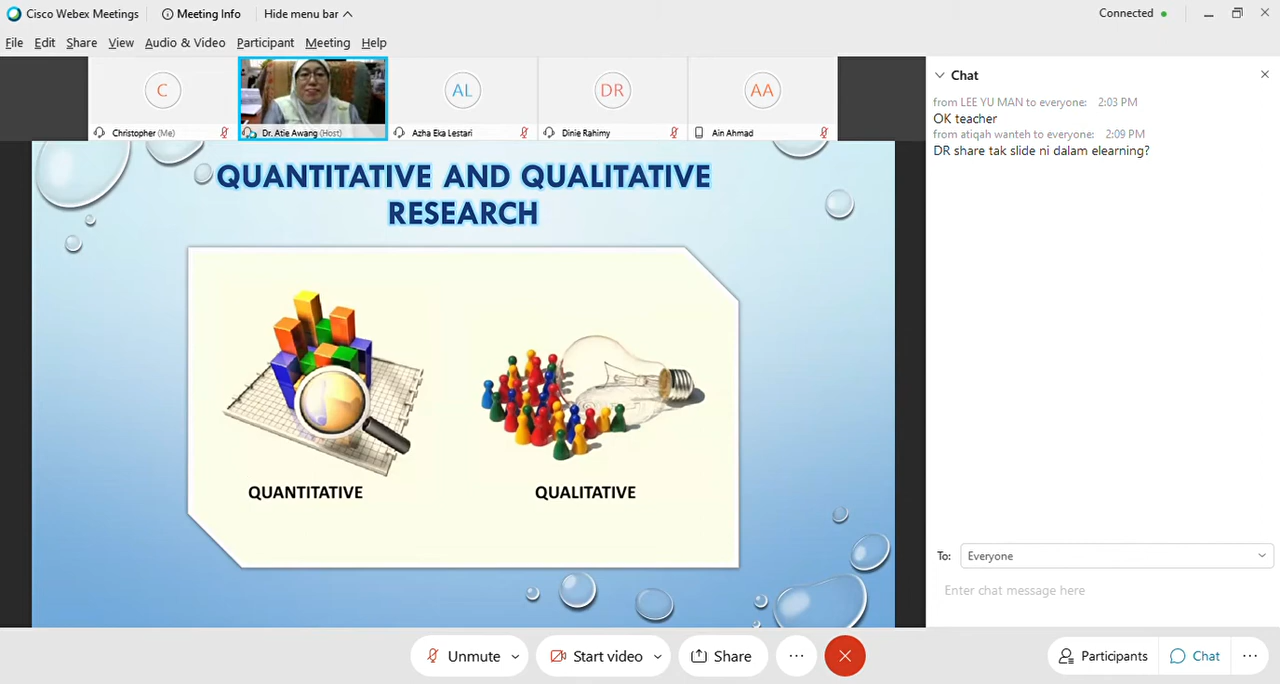 Cisco Webex Meetings
Meeting Info
Hide menu bar
Connected
File Edit Share View Audio & Video Participant Meeting Help
C
AL
DR
AA
Christopher (Me)
Dr. Atie Awang (Host)
Azha Eka Lestari
Dinie Rahimy
Ain Ahmad
QUANTITATIVE AND QUALITATIVE
RESEARCH
QUANTITATIVE
QUALITATIVE
Chat
from LEE YU MAN to everyone: 2:03 PM
OK teacher
from atiqah wanteh to everyone: 2:09 PM
DR share tak slide ni dalam elearning?
To: Everyone
Enter chat message here
Unmute
Start video
Share
Participants
Chat